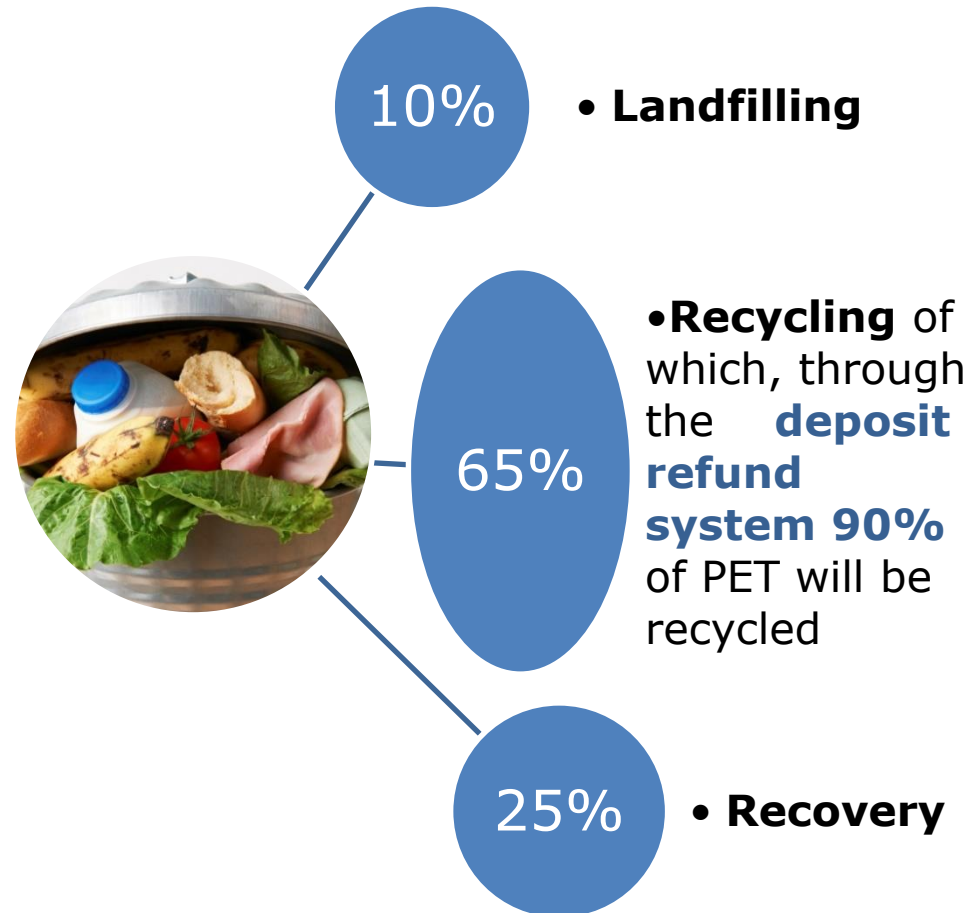 10%
• Landfilling
65%
•Recycling of
which, through
the deposit
refund
system 90%
of PET will be
recycled
25%
• Recovery